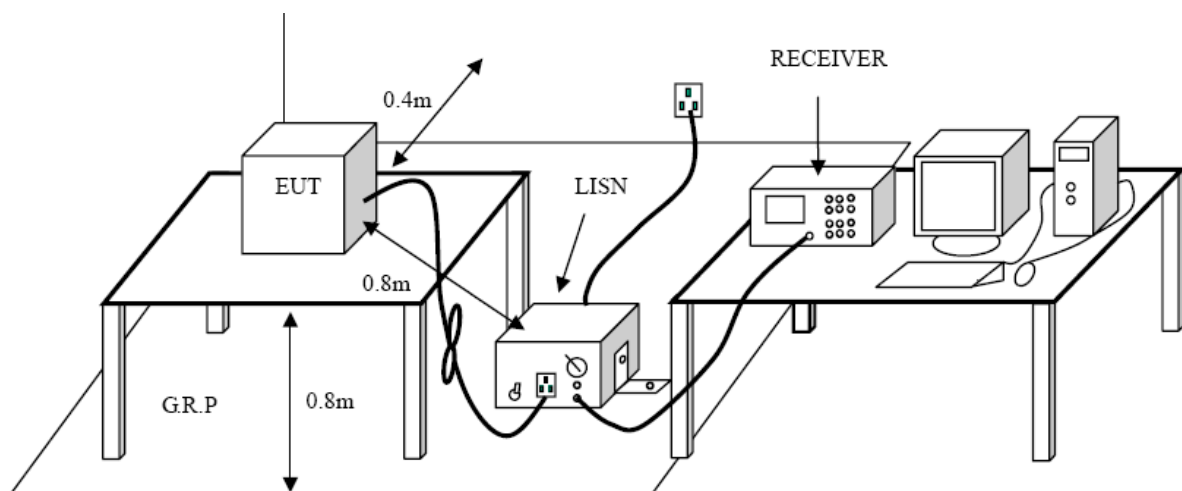 RECEIVER
0.4m
EUT
LISN
0.8m
G.R.P
0.8m